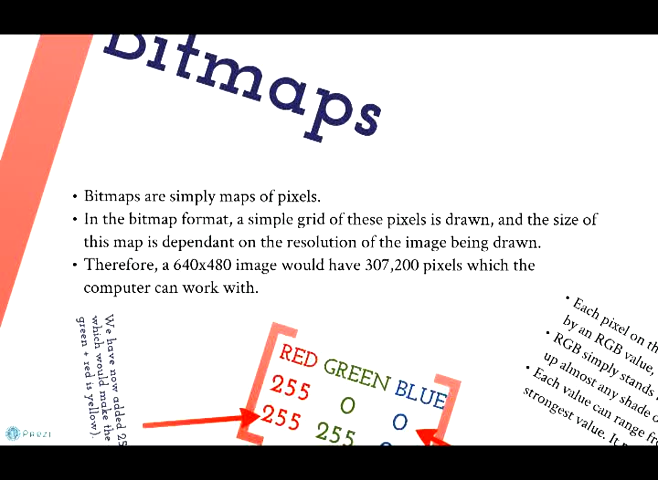 Bitmaps
• Bitmaps are simply maps of pixels.
• In the bitmap format, a simple grid of these pixels is drawn, and the size of
this map is dependant on the resolution of the image being drawn.
• Therefore, a 640x480 image would have 307,200 pixels which the
computer can work with.
We have now added 25
which would make the
green + red is yellow).
RED GREEN BLUE
255 0 0
255 255
• Each pixel on th
by an RGB value,
• RGB simply stands
up almost any shade
• Each value can range
strongest value. It
Prezi